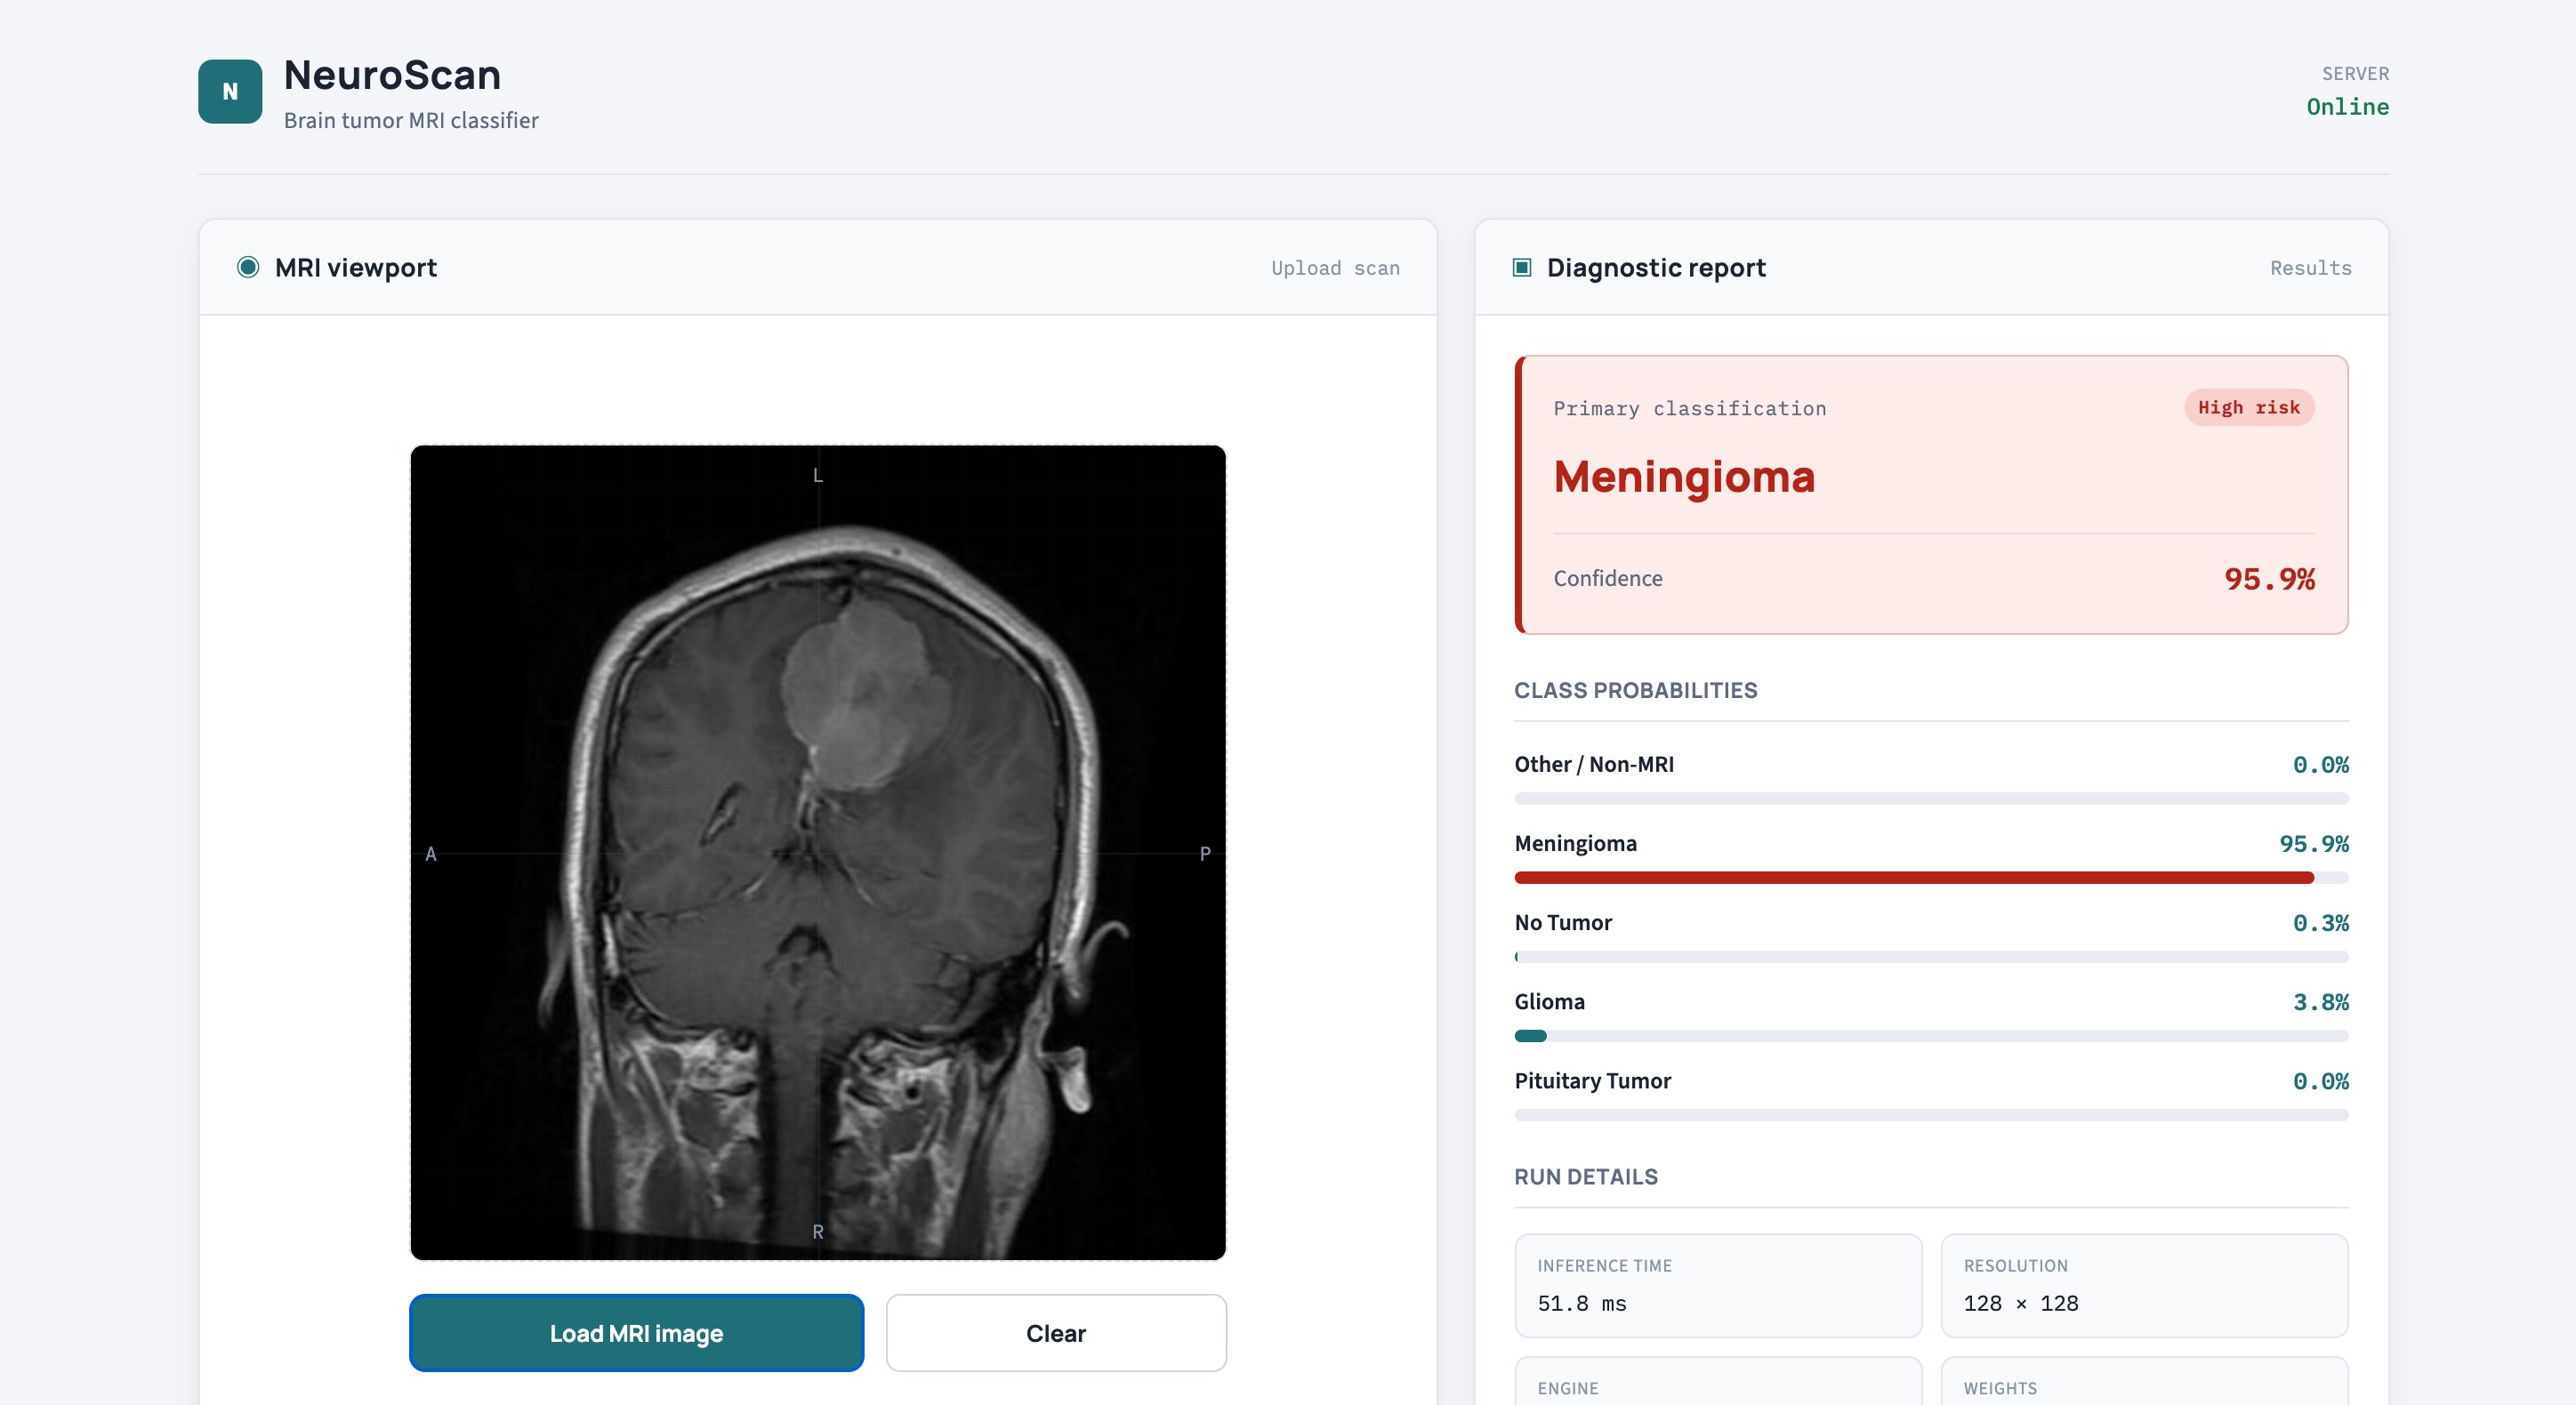 N
NeuroScan
Brain tumor MRI classifier
SERVER
Online
MRI viewport
Upload scan
L
A
P
R
Load MRI image
Clear
Diagnostic report
Results
Primary classification
High risk
Meningioma
Confidence
95.9%
CLASS PROBABILITIES
Other / Non-MRI
0.0%
Meningioma
95.9%
No Tumor
0.3%
Glioma
3.8%
Pituitary Tumor
0.0%
RUN DETAILS
INFERENCE TIME
51.8 ms
RESOLUTION
128 × 128
ENGINE
WEIGHTS